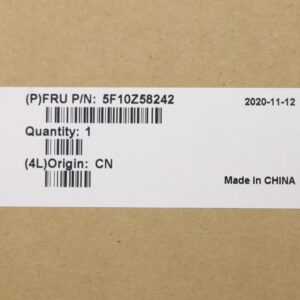 (P)FRU P/N: 5F10Z58242
2020-11-12
Quantity: 1
(4L)Origin: CN
Made in CHINA